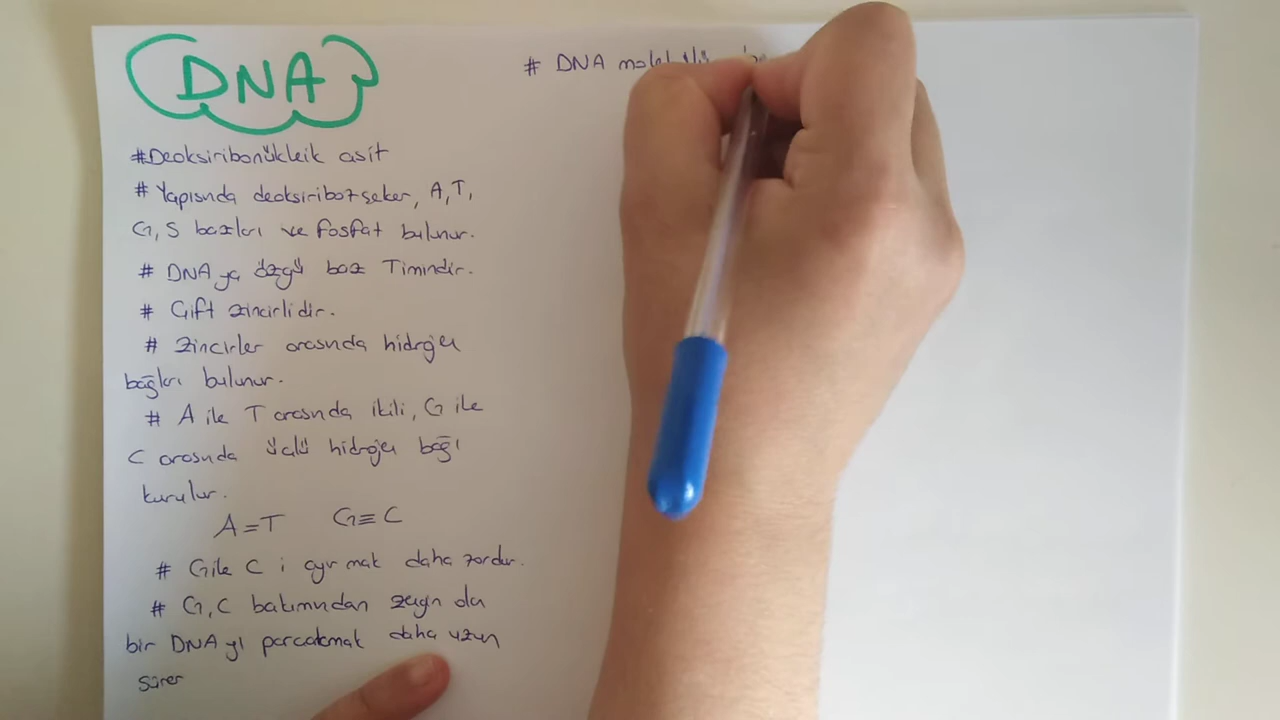 DNA
#Deoksiribonükleik asit
# Yapısında deoksiriboz şeker, A,T,
G,S bazları ve fosfat bulunur.
# DNA ya özgü baz Timindir.
# Çift zincirlidir.
# zincirler arasında hidrojen
bağları bulunur.
# A ile T arasında ikili, G ile
C arasında üçlü hidrojen bağı
kurulur.
A=T G≡C
# G ile C i ayırmak daha zordur.
# G,C bakımından zengin olan
bir DNA yı parçalamak daha uzun
sürer
# DNA